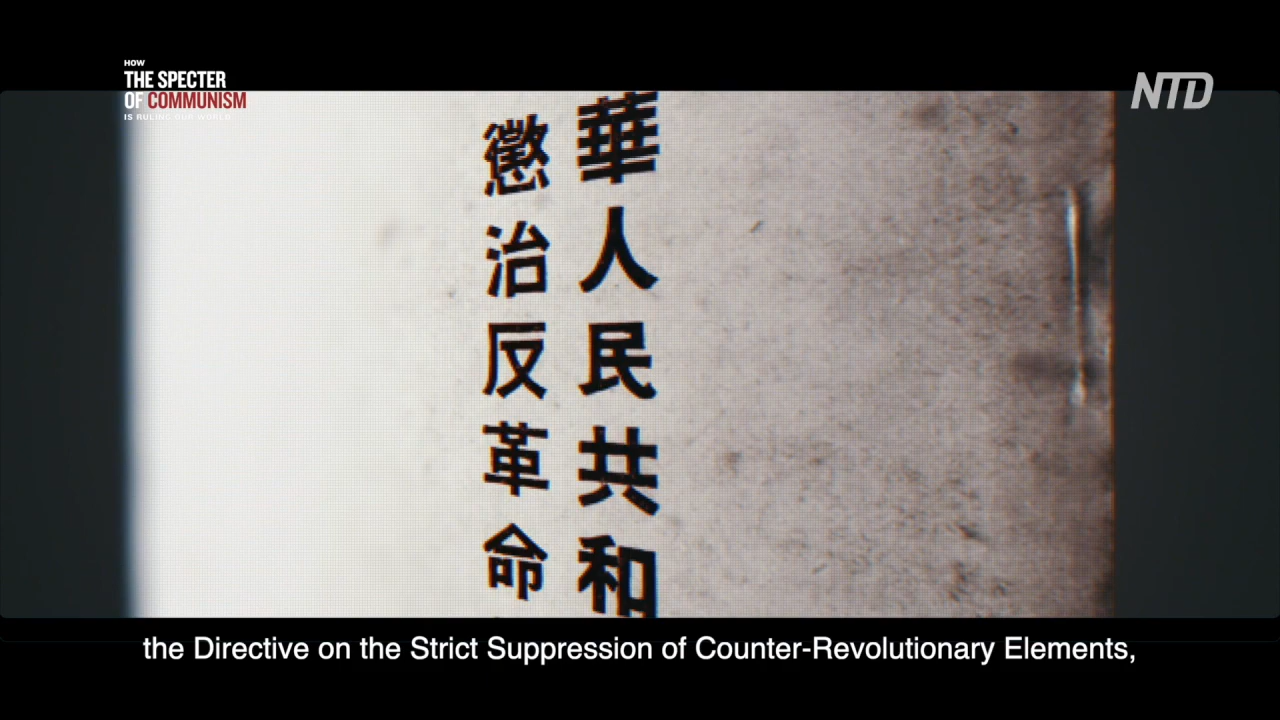 HOW
THE SPECTER
OF COMMUNISM
IS RULING OUR WORLD
NTD
華人民共和
懲治反革命
the Directive on the Strict Suppression of Counter-Revolutionary Elements,